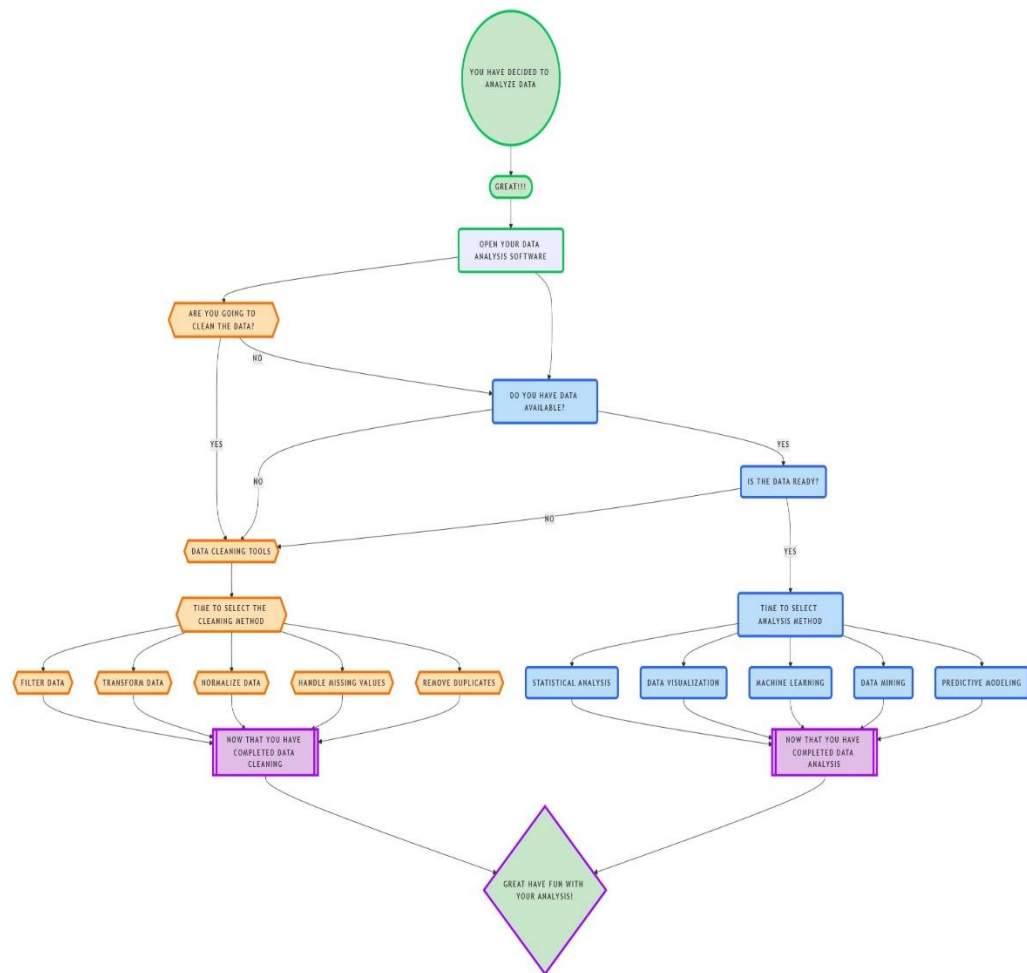 YOU HAVE DECIDED TO
ANALYZE DATA
GREAT!!!
OPEN YOUR DATA
ANALYSIS SOFTWARE
ARE YOU GOING TO
CLEAN THE DATA?
NO
DO YOU HAVE DATA
AVAILABLE?
YES
NO
YES
IS THE DATA READY?
NO
YES
DATA CLEANING TOOLS
TIME TO SELECT THE
CLEANING METHOD
TIME TO SELECT
ANALYSIS METHOD
FILTER DATA
TRANSFORM DATA
NORMALIZE DATA
HANDLE MISSING VALUES
REMOVE DUPLICATES
STATISTICAL ANALYSIS
DATA VISUALIZATION
MACHINE LEARNING
DATA MINING
PREDICTIVE MODELING
NOW THAT YOU HAVE
COMPLETED DATA
CLEANING
NOW THAT YOU HAVE
COMPLETED DATA
ANALYSIS
GREAT HAVE FUN WITH
YOUR ANALYSIS!